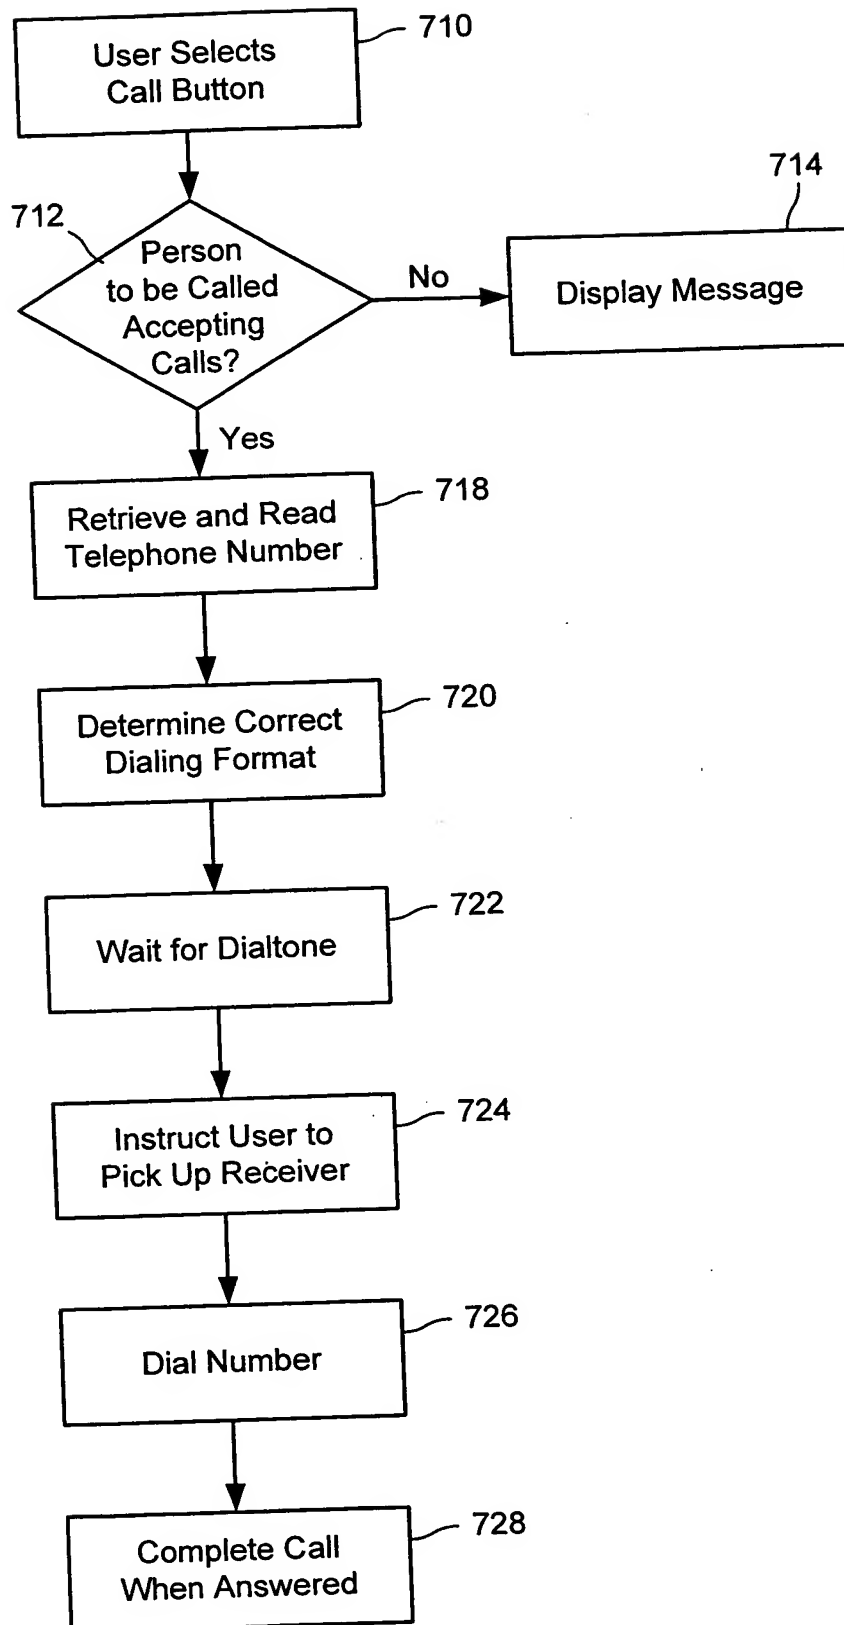 User Selects
Call Button
710
712
Person
to be Called
Accepting
Calls?
No
714
Display Message
Yes
Retrieve and Read
Telephone Number
718
Determine Correct
Dialing Format
720
Wait for Dialtone
722
Instruct User to
Pick Up Receiver
724
Dial Number
726
Complete Call
When Answered
728